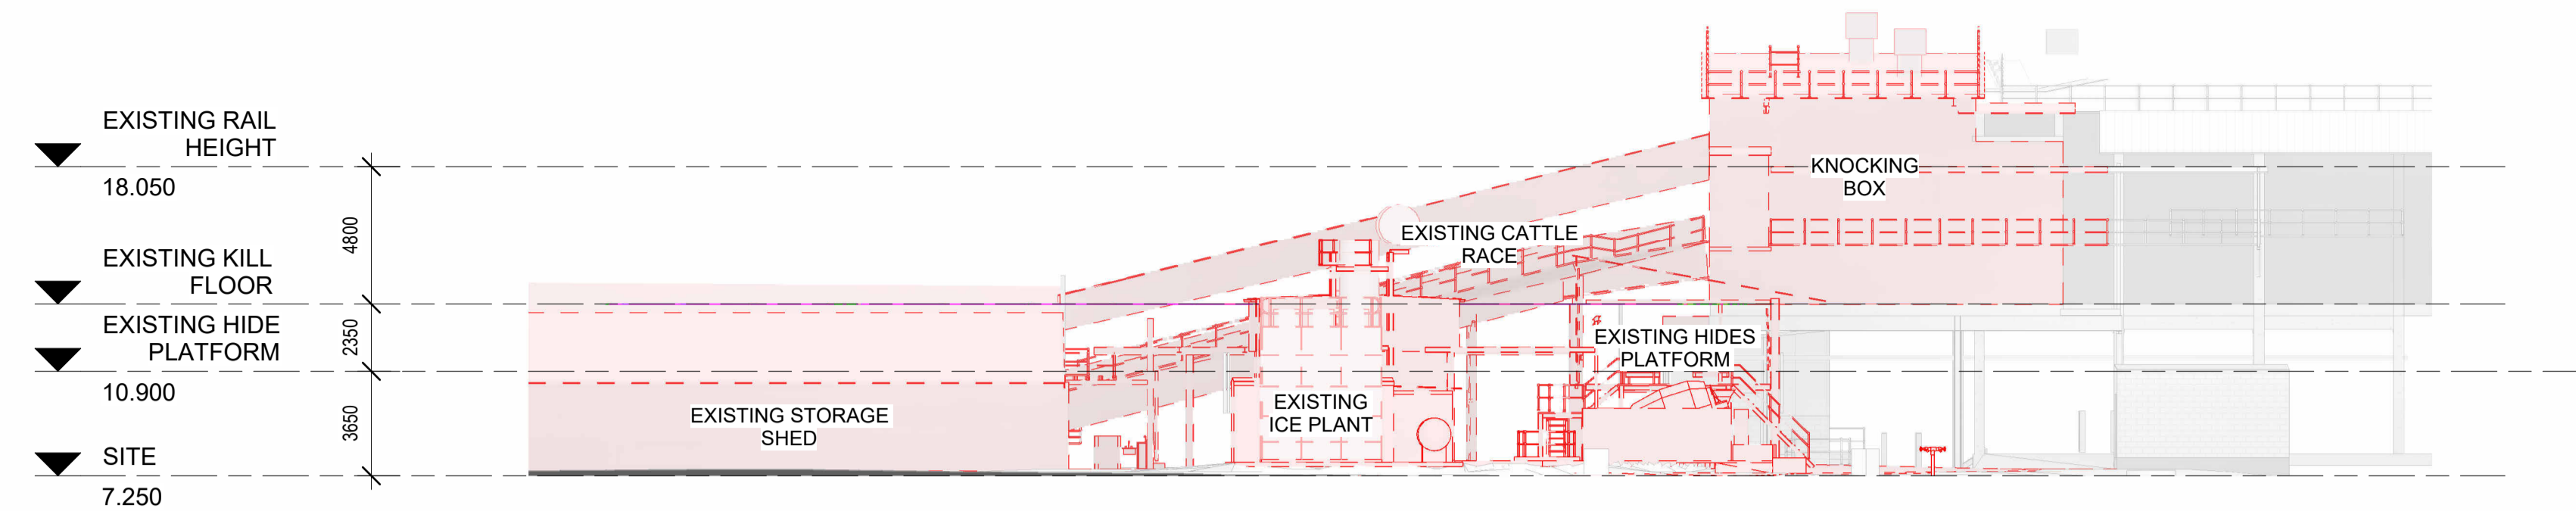 EXISTING RAIL
HEIGHT
18.050
4800
EXISTING KILL
FLOOR
2350
EXISTING HIDE
PLATFORM
10.900
3650
SITE
7.250
EXISTING STORAGE
SHED
EXISTING
ICE PLANT
EXISTING CATTLE
RACE
EXISTING HIDES
PLATFORM
KNOCKING
BOX